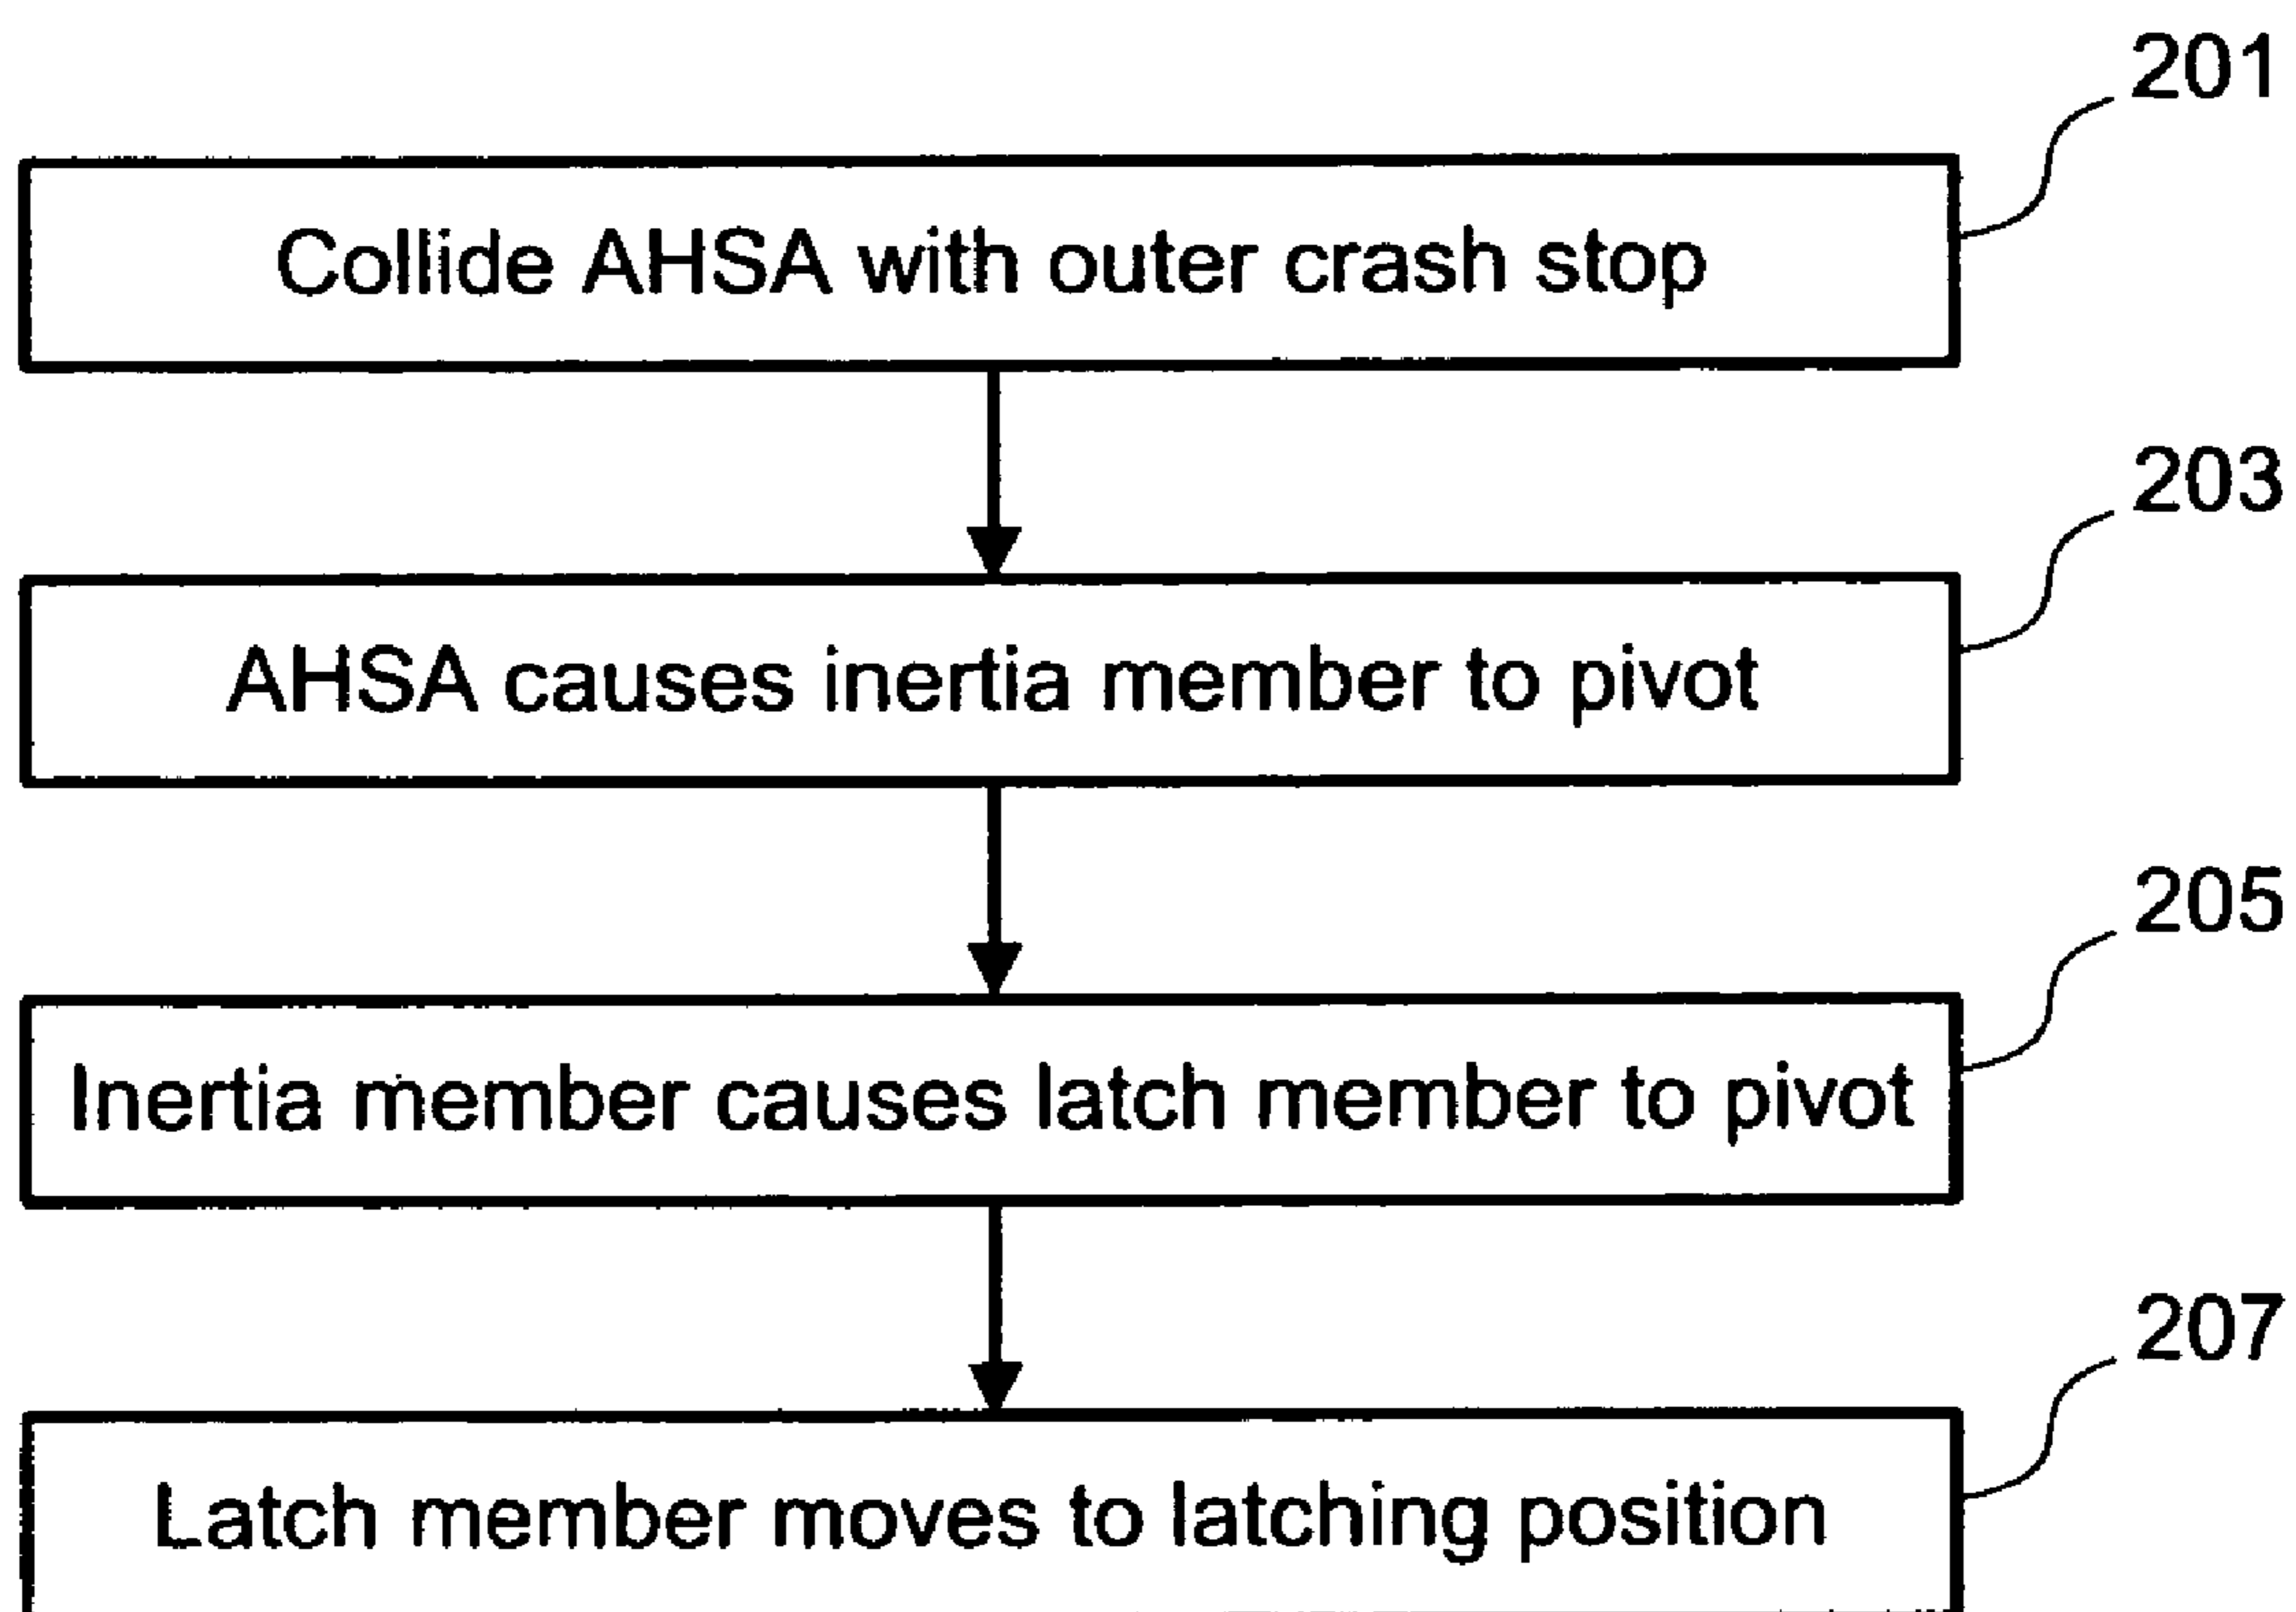 201
Collide AHSA with outer crash stop
203
AHSA causes inertia member to pivot
205
Inertia member causes latch member to pivot
207
Latch member moves to latching position